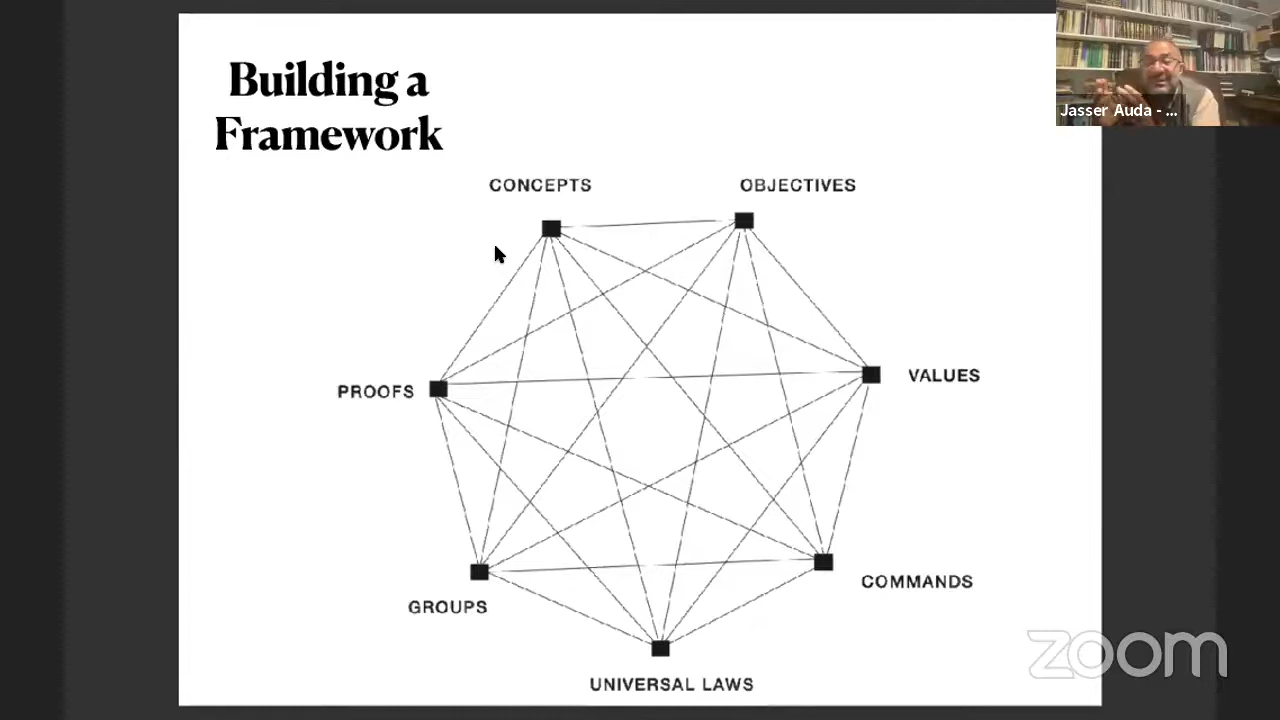 Building a
Framework
Jasser Auda - ...
CONCEPTS
OBJECTIVES
PROOFS
VALUES
COMMANDS
GROUPS
UNIVERSAL LAWS
zoom